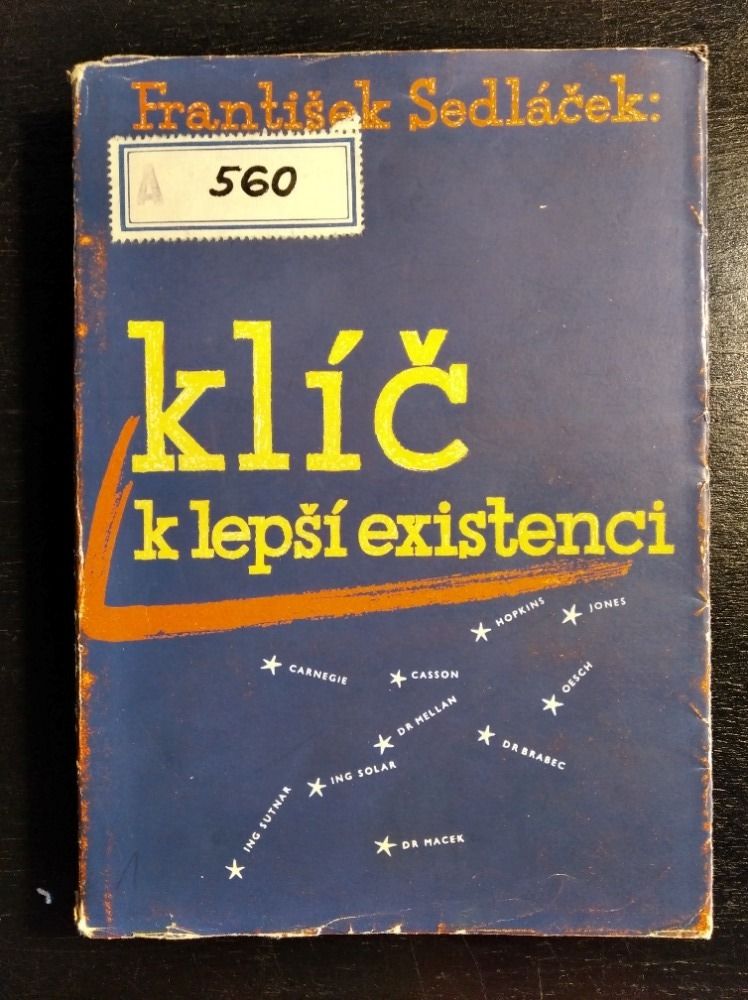 František Sedláček:
A 560
klíč
k lepší existenci
HOPKINS
JONES
CARNEGIE
CASSON
OESCH
DR MELLAN
DR BRABEC
ING SOLAR
ING SUTNAR
DR MACEK